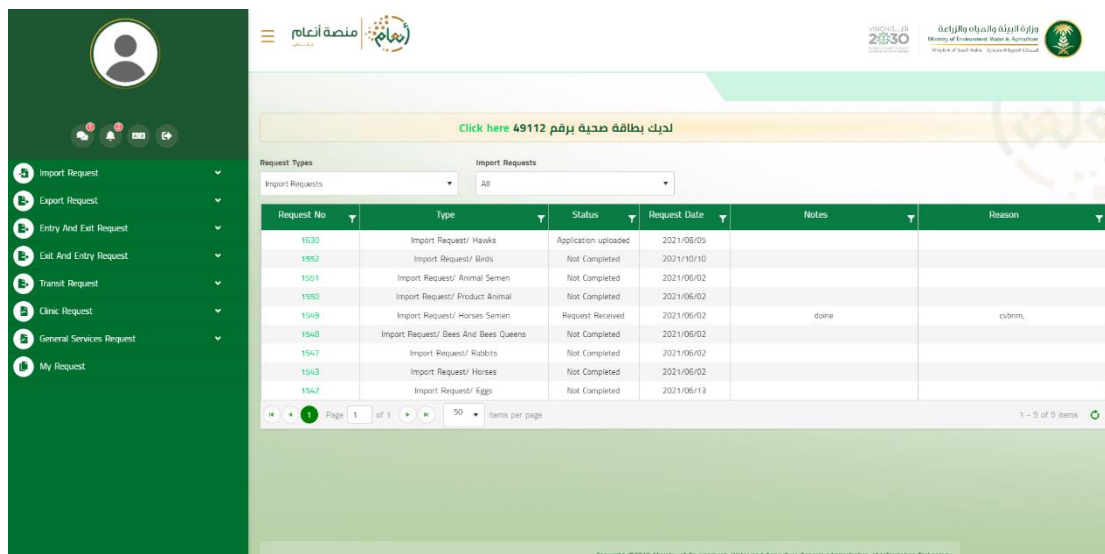 منصة أنعام
أنعام
VISION
2030
وزارة البيئة والمياه والزراعة
Ministry of Environment Water & Agriculture
Kingdom of Saudi Arabia
1
2
لديك بطاقة صحية برقم 49112 Click here
Import Request
Export Request
Entry And Exit Request
Exit And Entry Request
Transit Request
Clinic Request
General Services Request
My Request
Request Types Import Requests
Import Requests All
Request No Type Status Request Date Notes Reason
1630 Import Request/ Hawks Application uploaded 2021/08/05
1552 Import Request/ Birds Not Completed 2021/10/10
1551 Import Request/ Animal Semen Not Completed 2021/06/02
1550 Import Request/ Product Animal Not Completed 2021/06/02
1549 Import Request/ Horses Semen Request Received 2021/06/02 doine cvbnm,
1548 Import Request/ Bees And Bees Queens Not Completed 2021/06/02
1547 Import Request/ Rabbits Not Completed 2021/06/02
1543 Import Request/ Horses Not Completed 2021/06/02
1542 Import Request/ Eggs Not Completed 2021/06/13
1 Page 1 of 1 50 items per page 1 - 9 of 9 items